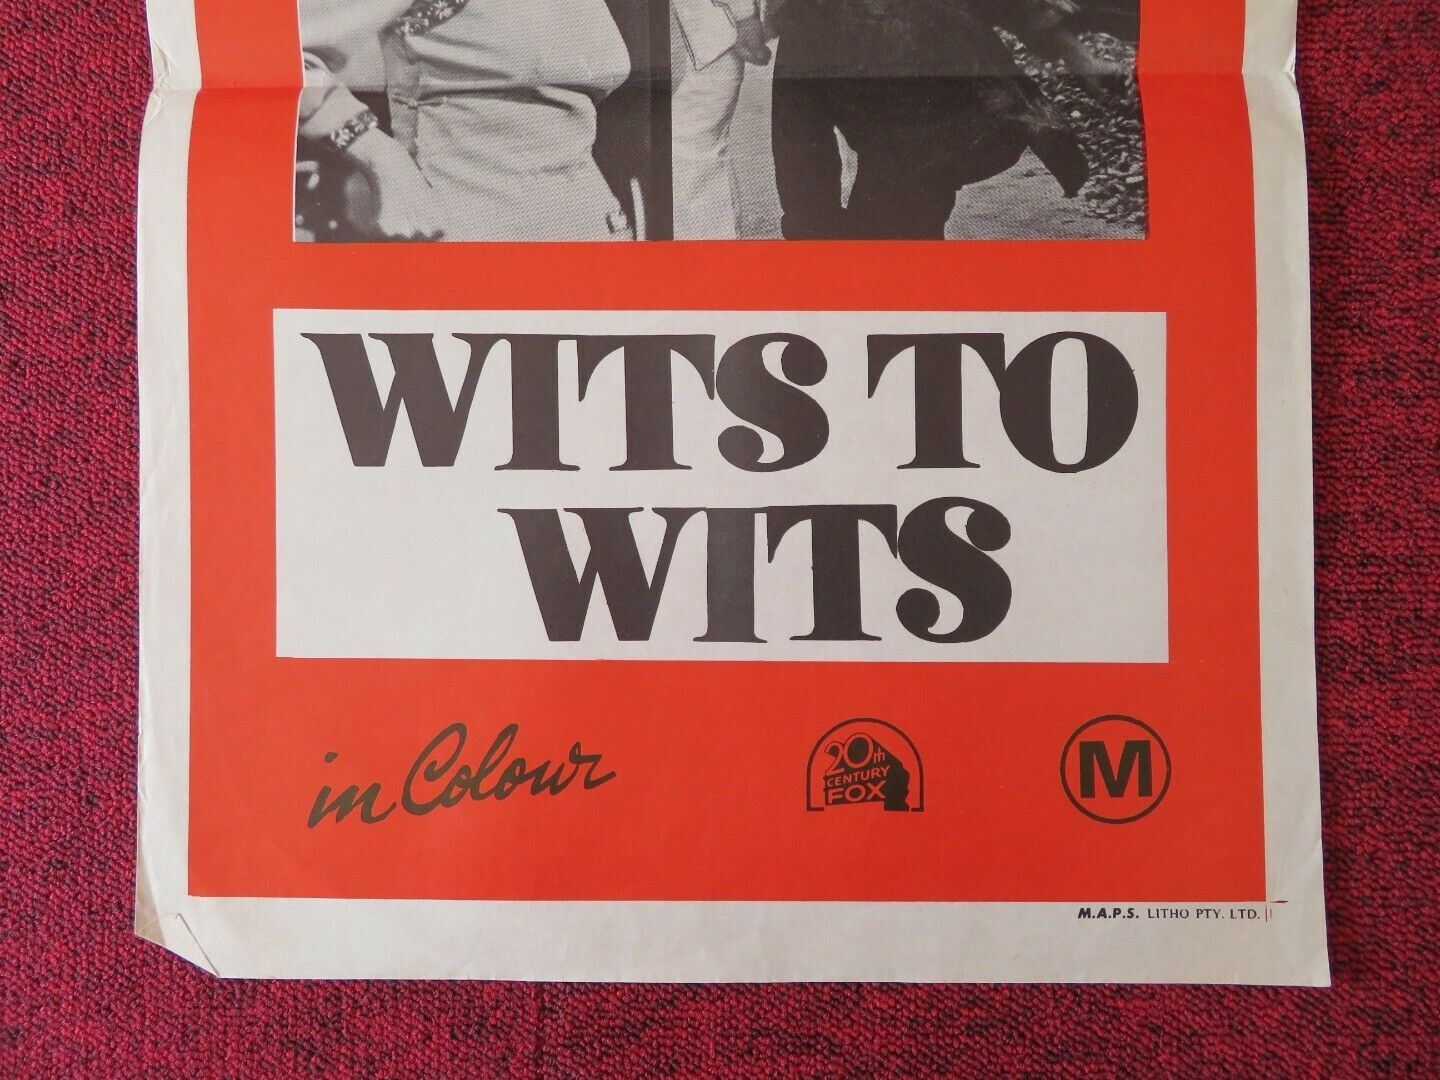 WITS TO
WITS
in Colour
20th
CENTURY
FOX
M
M.A.P.S. LITHO PTY. LTD.